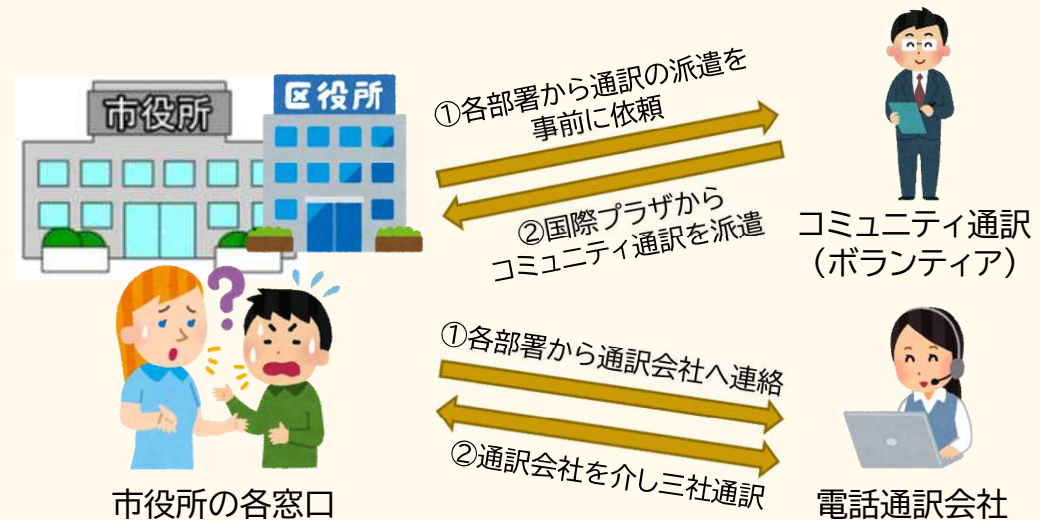 市役所
区役所
①各部署から通訳の派遣を
事前に依頼
②国際プラザから
コミュニティ通訳を派遣
コミュニティ通訳
（ボランティア）
?
①各部署から通訳会社へ連絡
②通訳会社を介し三社通訳
市役所の各窓口
電話通訳会社